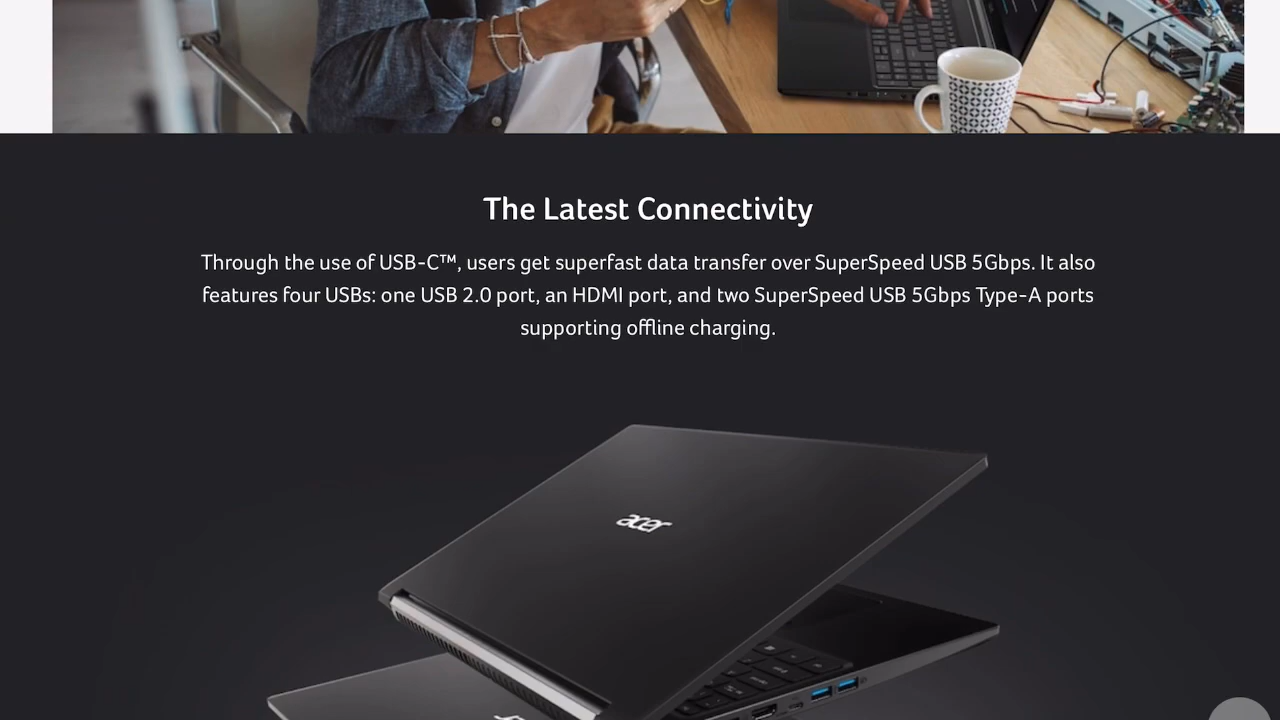 The Latest Connectivity
Through the use of USB-C™, users get superfast data transfer over SuperSpeed USB 5Gbps. It also
features four USBs: one USB 2.0 port, an HDMI port, and two SuperSpeed USB 5Gbps Type-A ports
supporting offline charging.
acer